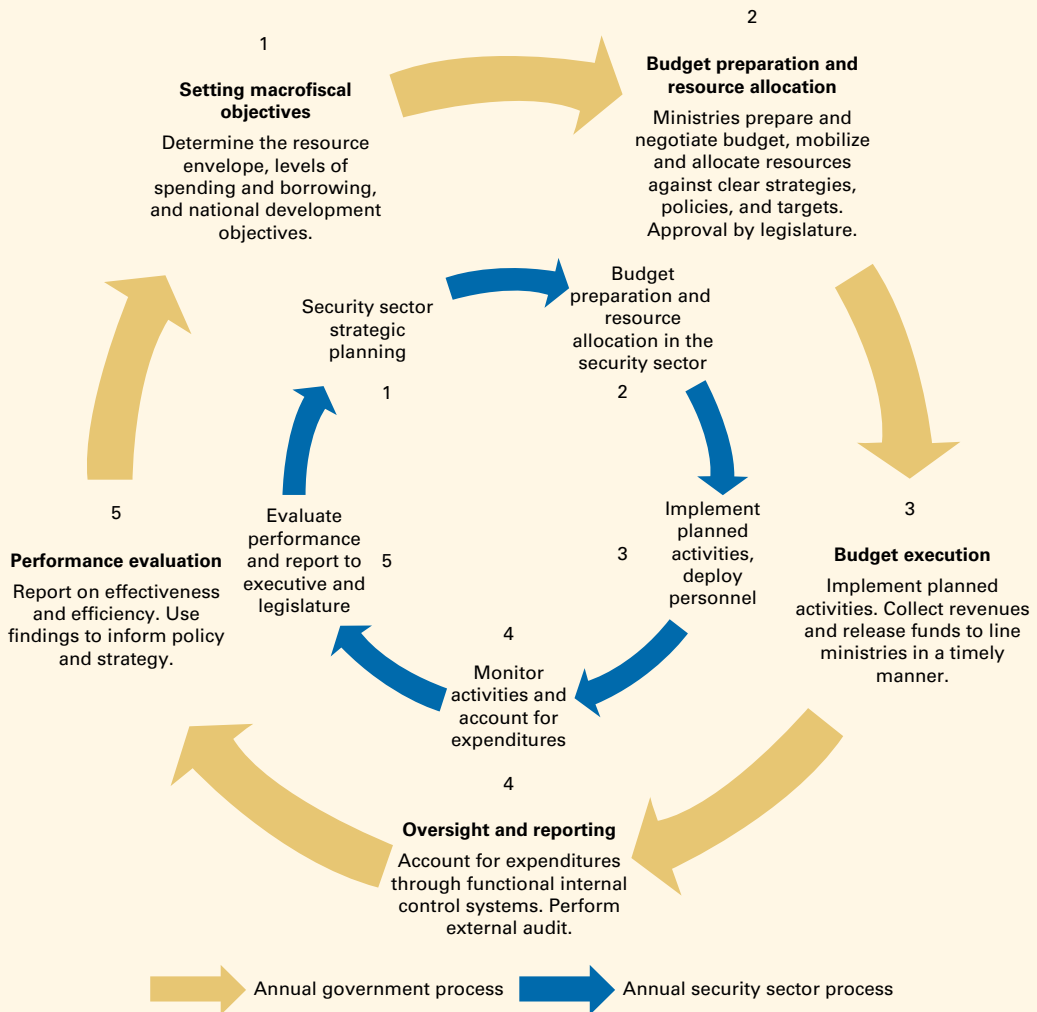 1
Setting macrofiscal
objectives
Determine the resource
envelope, levels of
spending and borrowing,
and national development
objectives.
2
Budget preparation and
resource allocation
Ministries prepare and
negotiate budget, mobilize
and allocate resources
against clear strategies,
policies, and targets.
Approval by legislature.
3
Budget execution
Implement planned
activities. Collect revenues
and release funds to line
ministries in a timely
manner.
4
Oversight and reporting
Account for expenditures
through functional internal
control systems. Perform
external audit.
5
Performance evaluation
Report on effectiveness
and efficiency. Use
findings to inform policy
and strategy.
Security sector
strategic
planning
1
Budget
preparation and
resource
allocation in the
security sector
2
Implement
planned
activities,
deploy
personnel
3
4
Monitor
activities and
account for
expenditures
Evaluate
performance
and report to
executive and
legislature
5
Annual government process
Annual security sector process